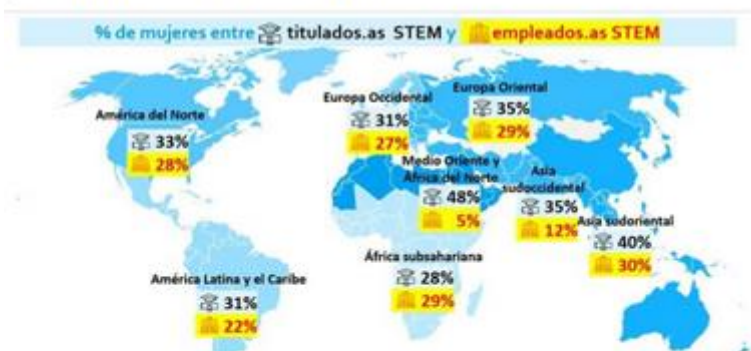 % de mujeres entre titulados.as STEM y empleados.as STEM
América del Norte
33%
28%
Europa Occidental
31%
27%
Europa Oriental
35%
29%
Medio Oriente y
África del Norte
48%
5%
Asia
sudoccidental
35%
12%
Asia sudoriental
40%
30%
África subsahariana
28%
29%
América Latina y el Caribe
31%
22%